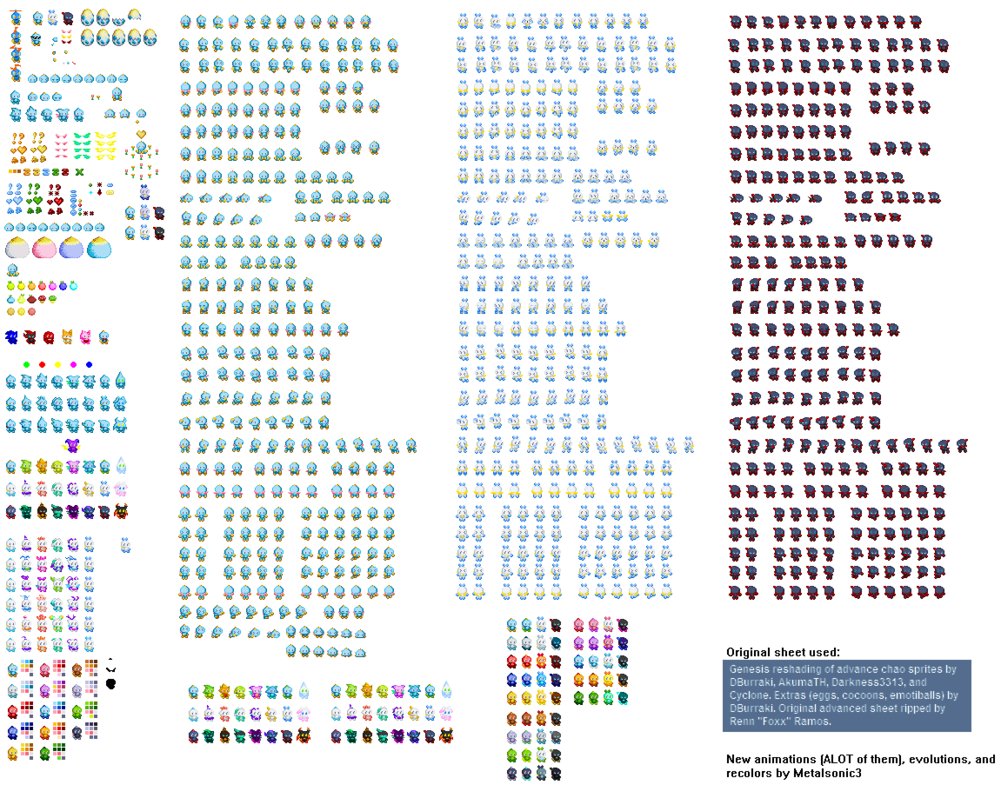 Original sheet used:
Genesis reshading of advance chao sprites by
DBurraki, AkumaTH, Darkness3313, and
Cyclone. Extras (eggs, cocoons, emotiballs) by
DBurraki. Original advanced sheet ripped by
Renn "Foxx" Ramos.
New animations (ALOT of them), evolutions, and
recolors by Metalsonic3